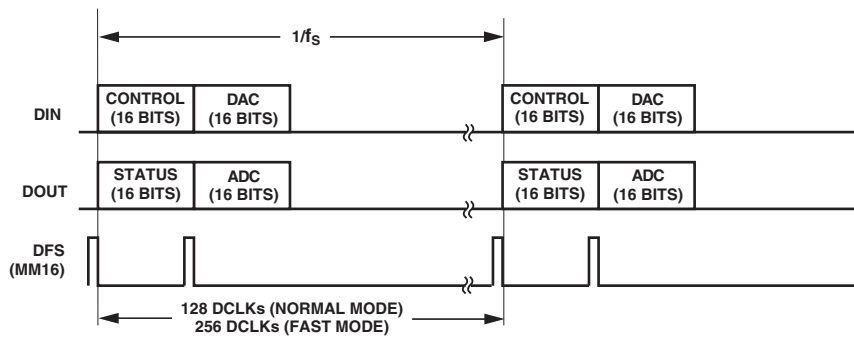 1/fS
DIN
CONTROL
(16 BITS)
DAC
(16 BITS)
CONTROL
(16 BITS)
DAC
(16 BITS)
DOUT
STATUS
(16 BITS)
ADC
(16 BITS)
STATUS
(16 BITS)
ADC
(16 BITS)
DFS
(MM16)
128 DCLKs (NORMAL MODE)
256 DCLKs (FAST MODE)